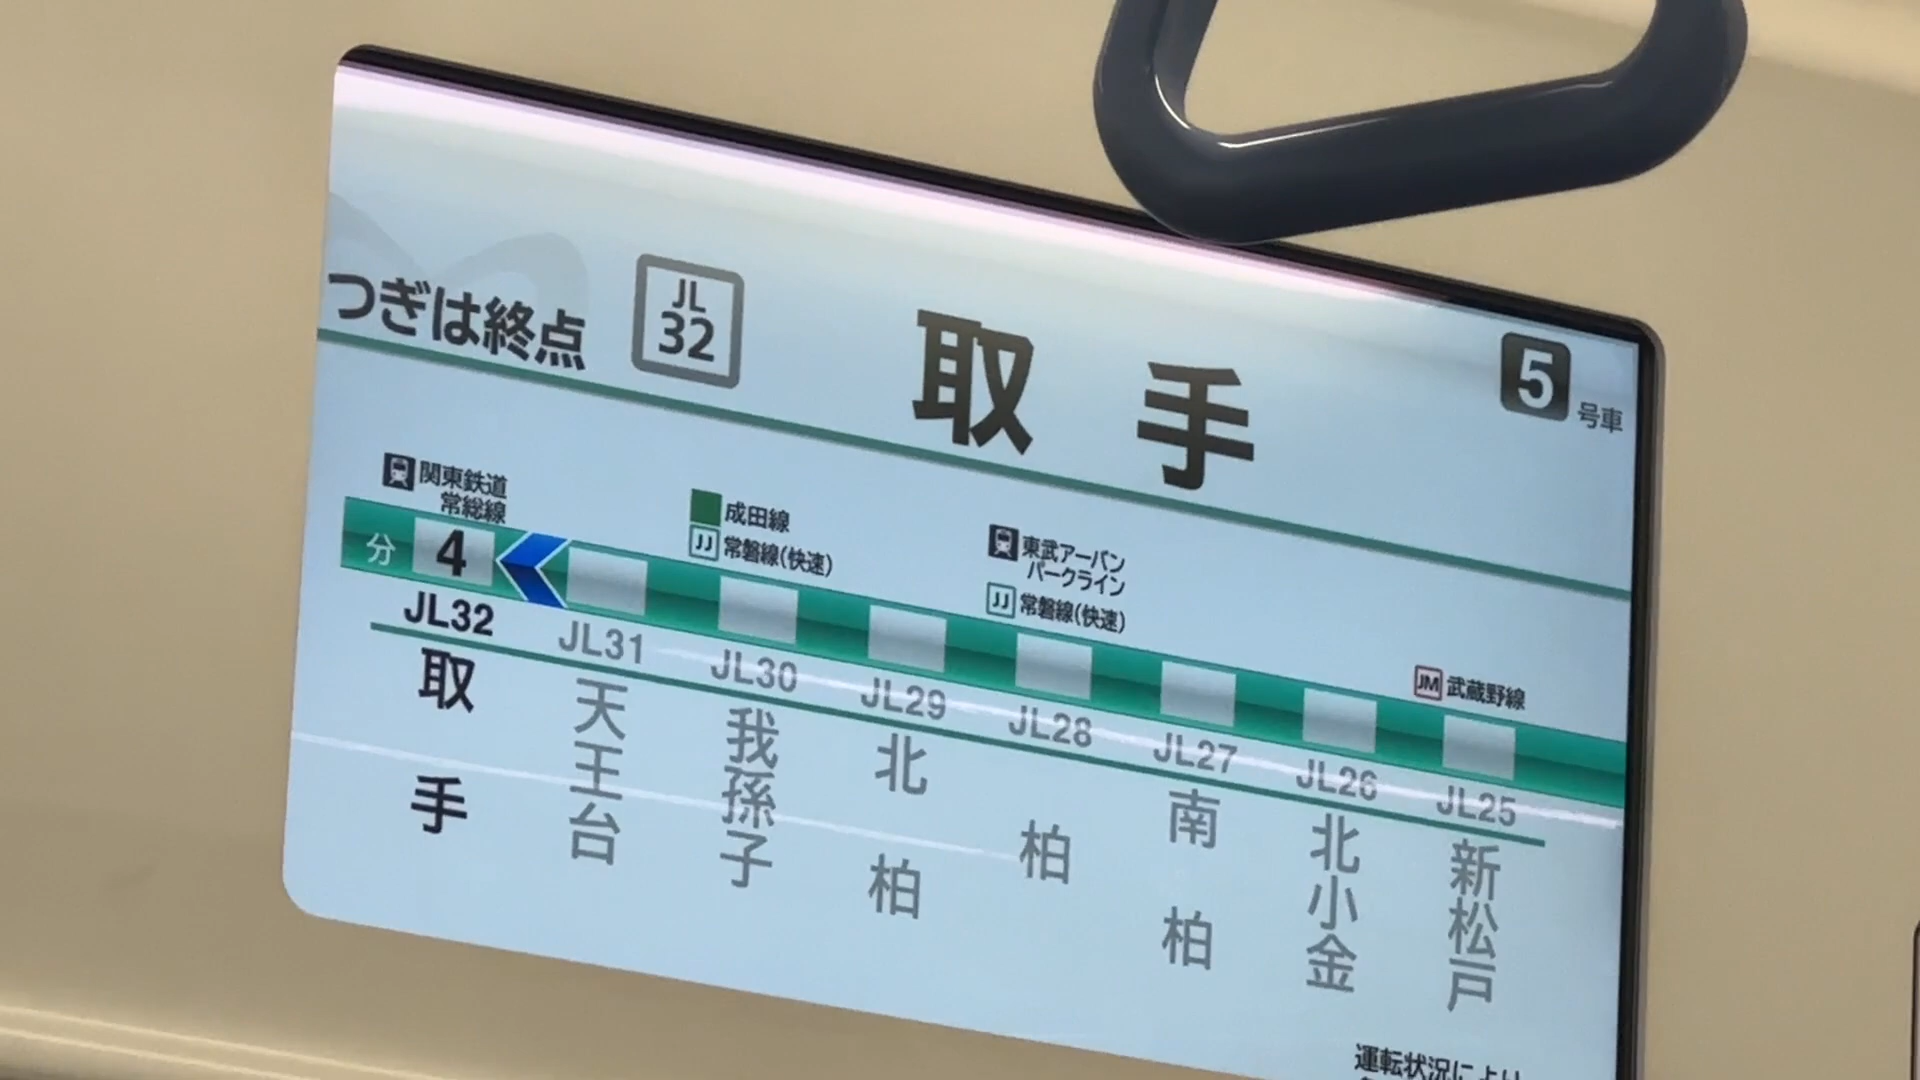 つぎは終点
JL
32
取手
5
号車
関東鉄道
常総線
成田線
JJ 常磐線(快速)
東武アーバン
パークライン
JJ 常磐線(快速)
JM 武蔵野線
分 4
JL32 JL31 JL30 JL29 JL28 JL27 JL26 JL25
取手
天王台
我孫子
北柏
柏
南柏
北小金
新松戸
運転状況により